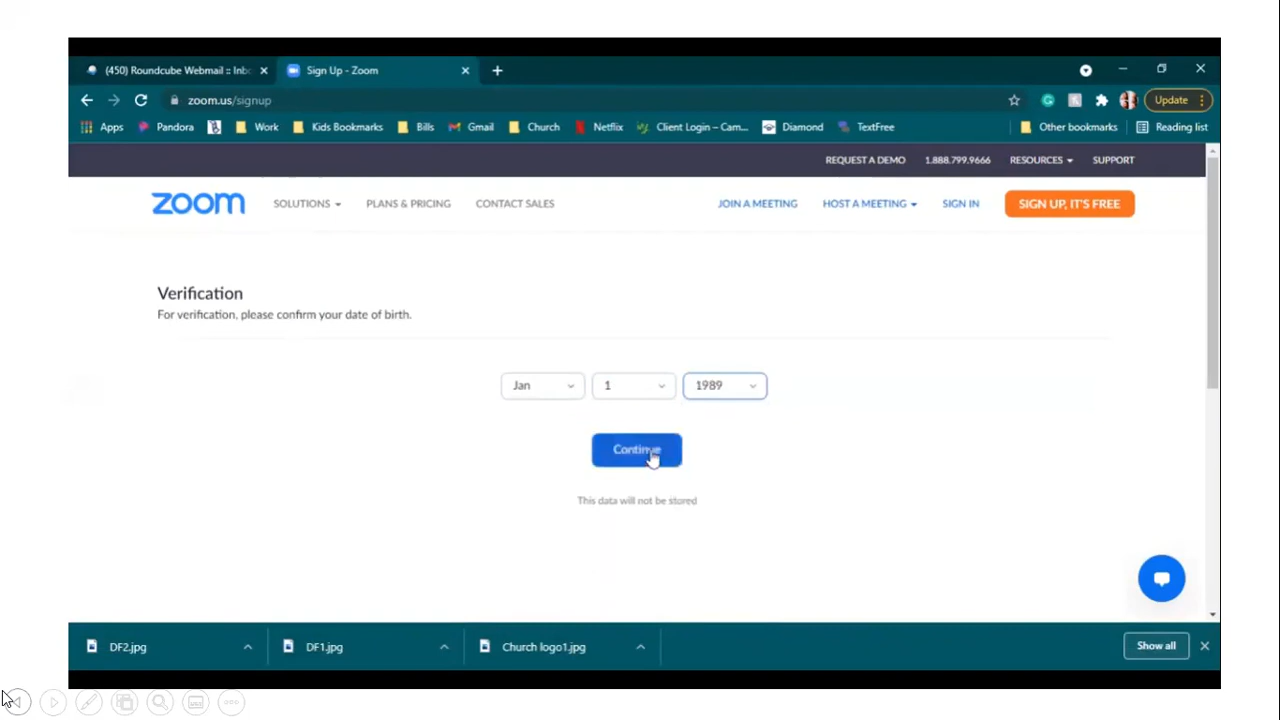 (450) Roundcube Webmail :: Inbo
Sign Up - Zoom
zoom.us/signup
Update
Apps
Pandora
Work
Kids Bookmarks
Bills
Gmail
Church
Netflix
Client Login – Cam...
Diamond
TextFree
Other bookmarks
Reading list
REQUEST A DEMO
1.888.799.9666
RESOURCES
SUPPORT
zoom
SOLUTIONS
PLANS & PRICING
CONTACT SALES
JOIN A MEETING
HOST A MEETING
SIGN IN
SIGN UP, IT'S FREE
Verification
For verification, please confirm your date of birth.
Jan
1
1989
Continue
This data will not be stored
DF2.jpg
DF1.jpg
Church logo1.jpg
Show all